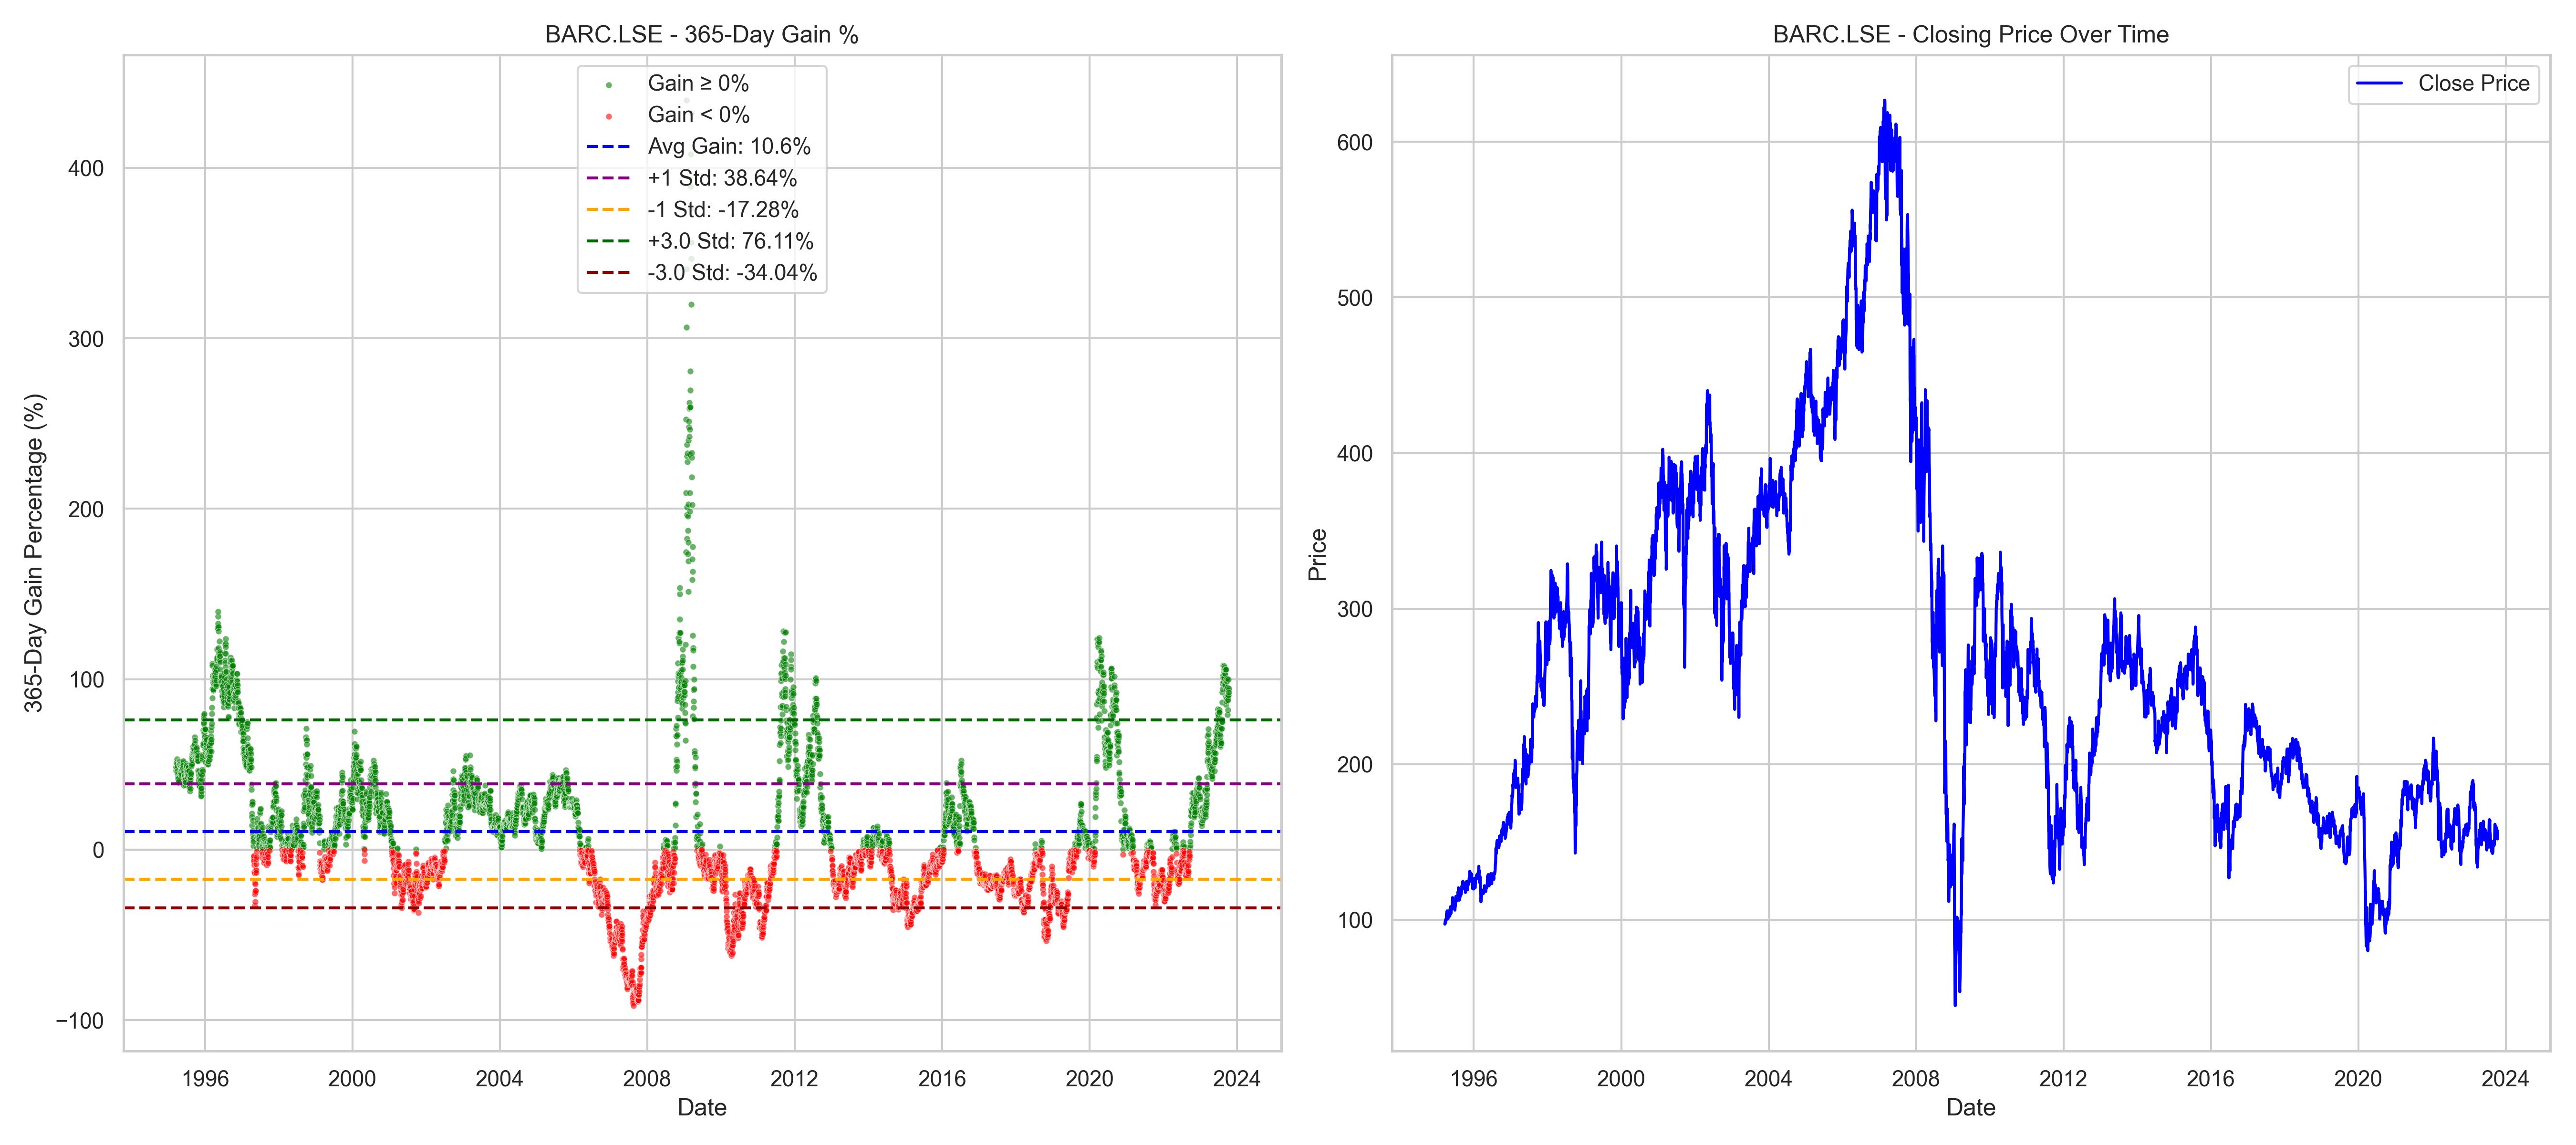 BARC.LSE - 365-Day Gain %
Gain ≥ 0%
Gain < 0%
Avg Gain: 10.6%
+1 Std: 38.64%
-1 Std: -17.28%
+3.0 Std: 76.11%
-3.0 Std: -34.04%
365-Day Gain Percentage (%)
400
300
200
100
0
−100
1996 2000 2004 2008 2012 2016 2020 2024
Date
BARC.LSE - Closing Price Over Time
Close Price
Price
600
500
400
300
200
100
1996 2000 2004 2008 2012 2016 2020 2024
Date